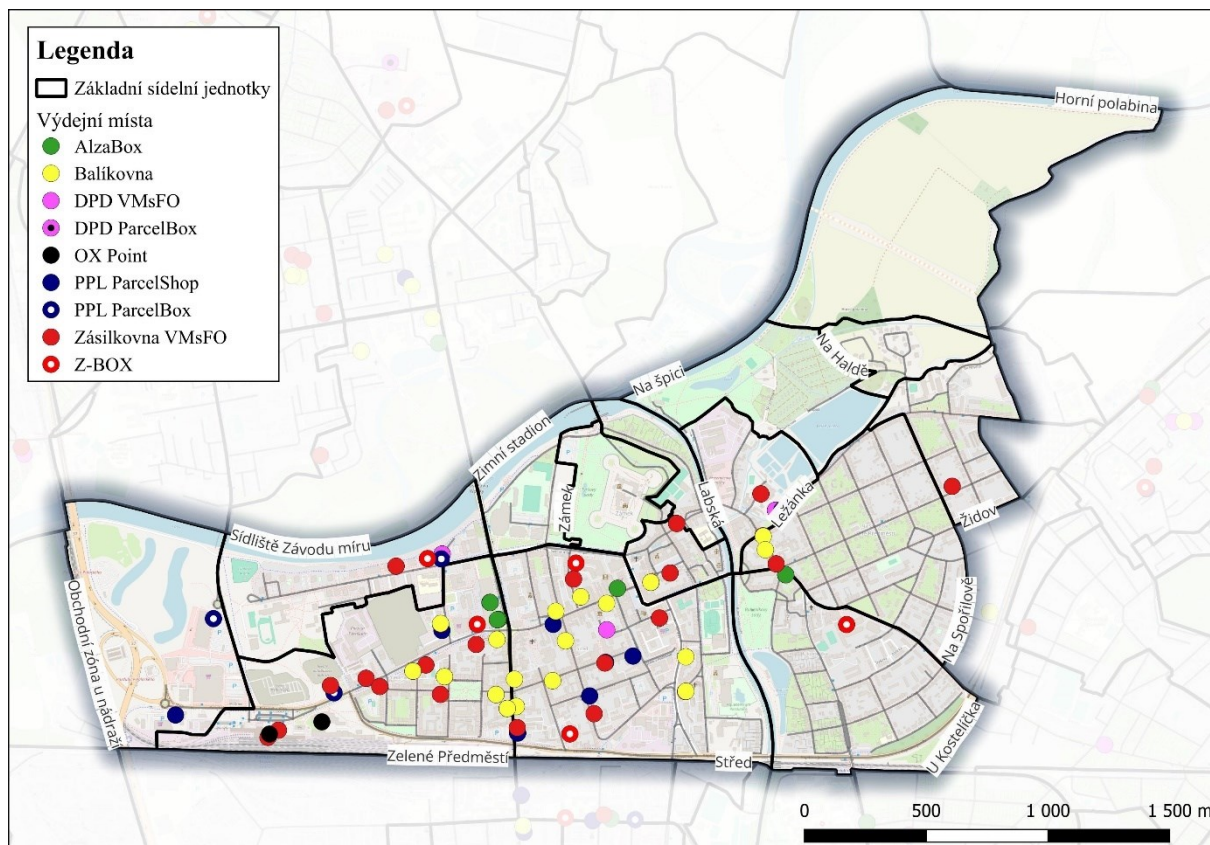 Legenda
Základní sídelní jednotky
Výdejní místa
AlzaBox
Balíkovna
DPD VMsFO
DPD ParcelBox
OX Point
PPL ParcelShop
PPL ParcelBox
Zásilkovna VMsFO
Z-BOX
Horní polabina
Na Haldě
Na špici
Zimní stadion
Zámek
Labská
Ležánka
Židov
Sídliště Závodu míru
Obchodní zóna u nádraží
Na Spořilově
U Kostelíčka
Zelené Předměstí
Střed
0 500 1 000 1 500 m